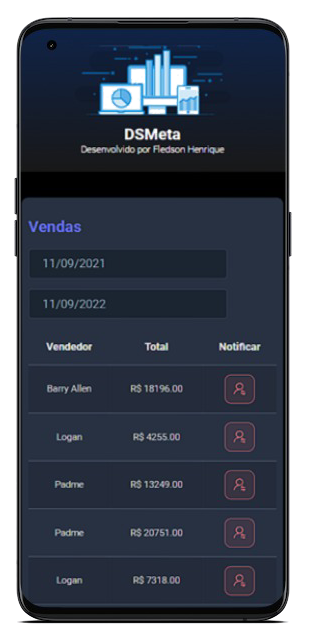 DSMeta
Desenvolvido por Fledson Henrique
Vendas
11/09/2021
11/09/2022
Vendedor Total Notificar
Barry Allen R$ 18196.00
Logan R$ 4255.00
Padme R$ 13249.00
Padme R$ 20751.00
Logan R$ 7318.00